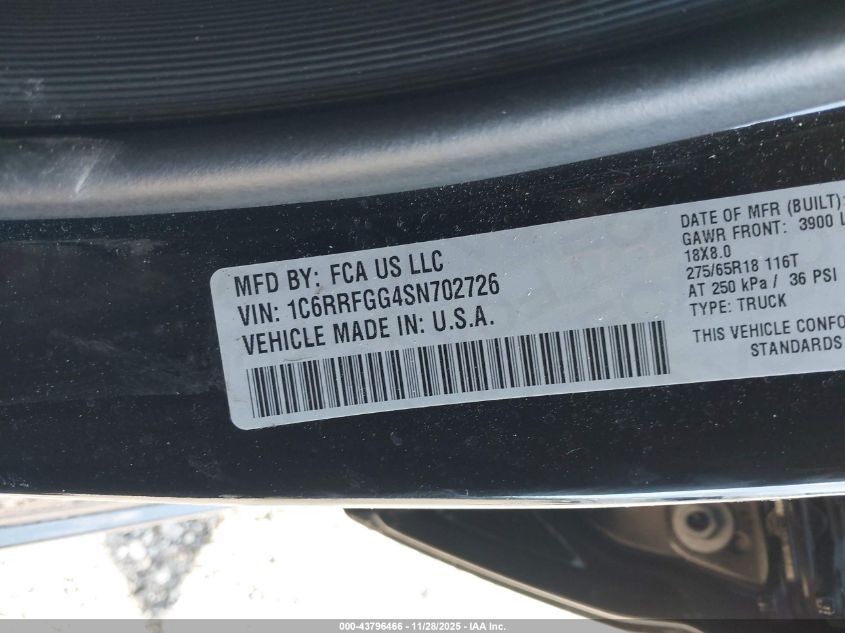 MFD BY: FCA US LLC
VIN: 1C6RRFGG4SN702726
VEHICLE MADE IN: U.S.A.
DATE OF MFR (BUILT):
GAWR FRONT: 3900 L
18X8.0
275/65R18 116T
AT 250 kPa / 36 PSI
TYPE: TRUCK
THIS VEHICLE CONFO
STANDARDS
000-43796466 - 11/28/2025 - IAA Inc.